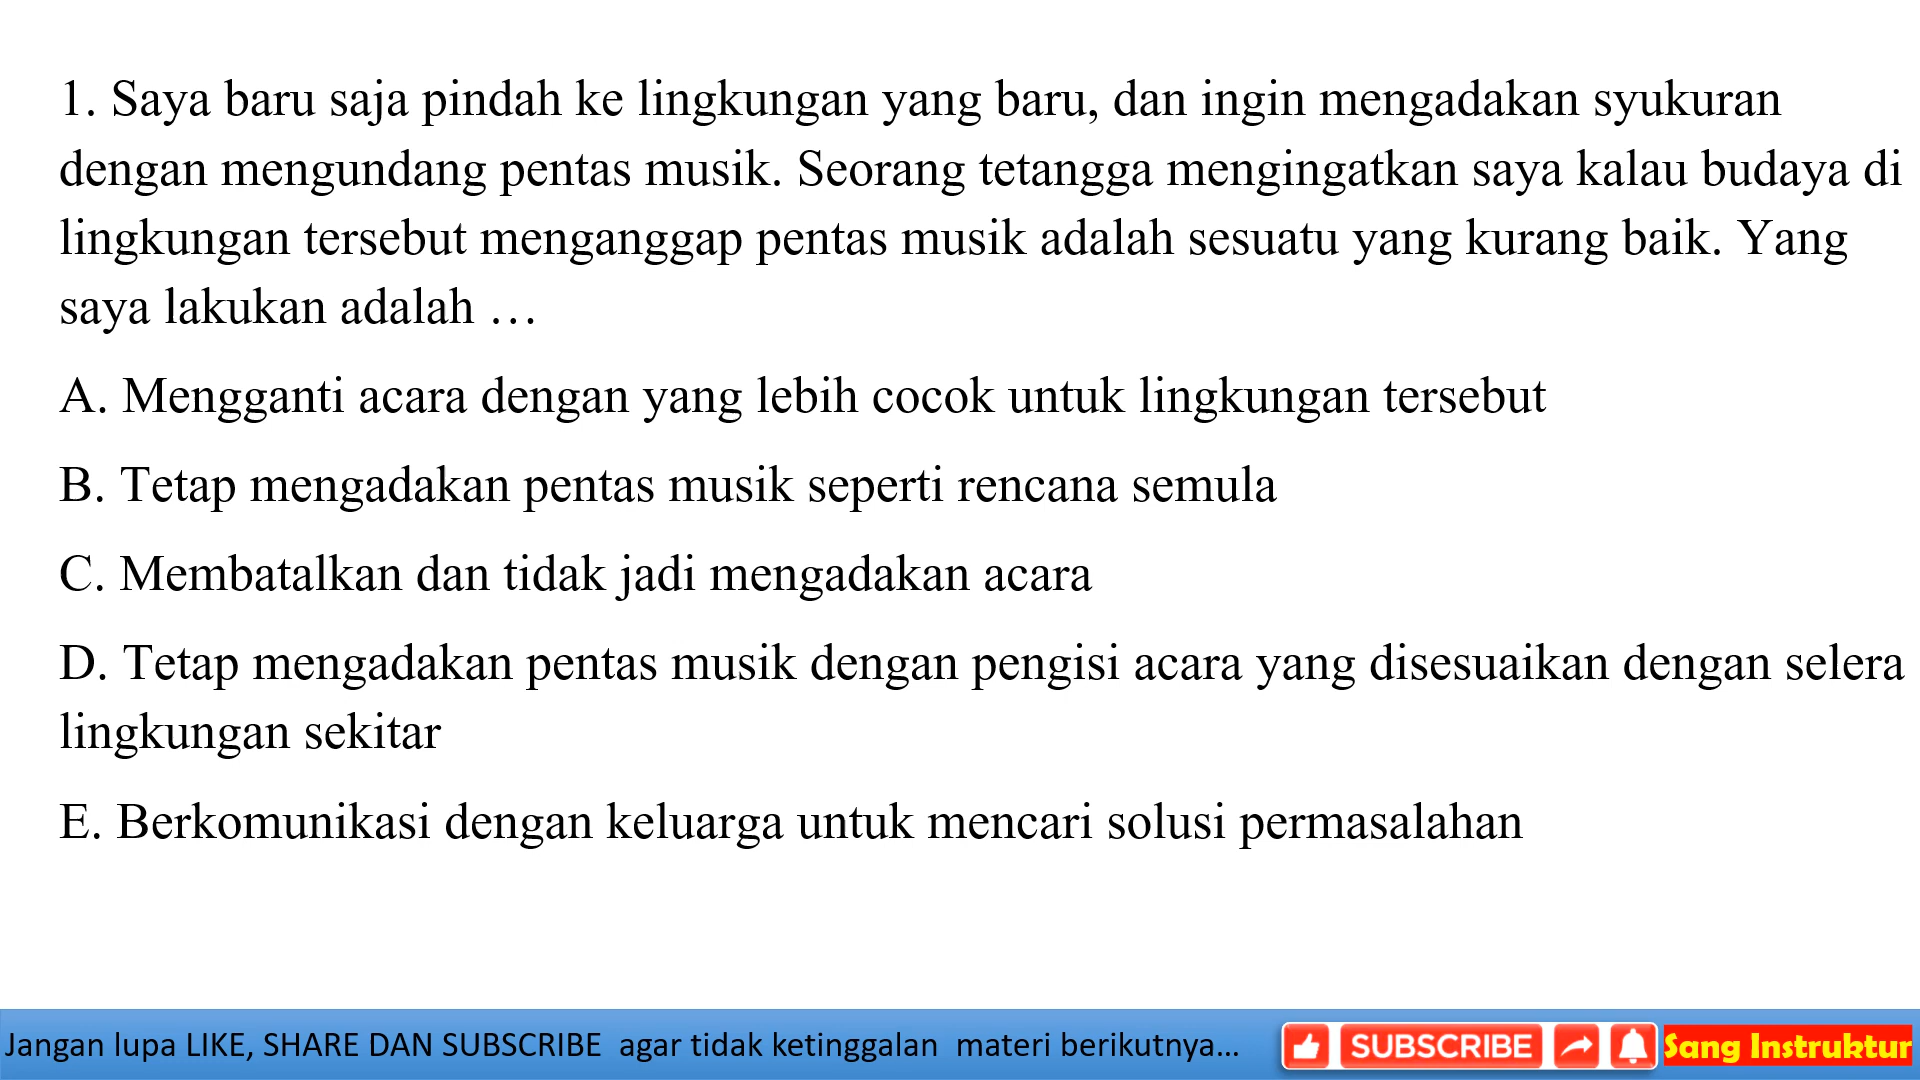 1. Saya baru saja pindah ke lingkungan yang baru, dan ingin mengadakan syukuran
dengan mengundang pentas musik. Seorang tetangga mengingatkan saya kalau budaya di
lingkungan tersebut menganggap pentas musik adalah sesuatu yang kurang baik. Yang
saya lakukan adalah …
A. Mengganti acara dengan yang lebih cocok untuk lingkungan tersebut
B. Tetap mengadakan pentas musik seperti rencana semula
C. Membatalkan dan tidak jadi mengadakan acara
D. Tetap mengadakan pentas musik dengan pengisi acara yang disesuaikan dengan selera
lingkungan sekitar
E. Berkomunikasi dengan keluarga untuk mencari solusi permasalahan
Jangan lupa LIKE, SHARE DAN SUBSCRIBE agar tidak ketinggalan materi berikutnya... SUBSCRIBE Sang Instruktur